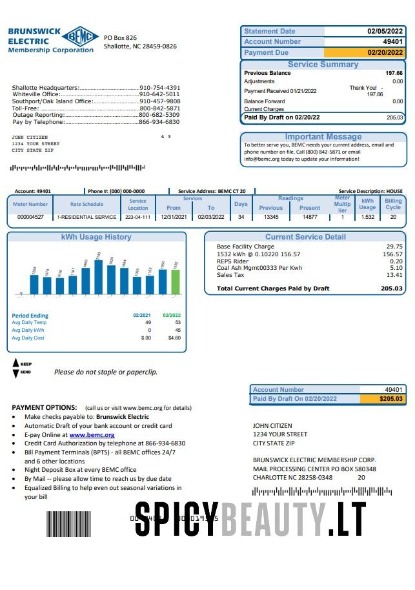 BRUNSWICK
ELECTRIC
Membership Corporation
BEMC
PO Box 826
Shallotte, NC 28459-0826
Statement Date 02/06/2022
Account Number 49401
Payment Due 02/20/2022
Service Summary
Previous Balance 197.66
Adjustments 0.00
Payment Received 01/21/2022 Thank You! - 197.66
Balance Forward 0.00
Current Charges
Paid By Draft On 02/20/22 205.03
Shallotte Headquarters: 910-754-4391
Whiteville Office: 910-642-5011
Southport/Oak Island Office: 910-457-9808
Toll-Free: 800-842-5871
Outage Reporting: 800-682-5309
Pay by Telephone: 866-934-6830
JOHN CITIZEN
1234 YOUR STREET
CITY STATE ZIP
Important Message
To better serve you, BEMC needs your current address, email and
phone number on file. Call (800) 842-5871 or email
info@bemc.org today to update your information!
Account: 49401 Phone #: (000) 000-0000 Service Address: BEMC CT 20 Service Description: HOUSE
Meter Number Rate Schedule Service Location Services From To Days Readings Previous Present Meter Multiplier kWh Usage Billing Cycle
000004527 1-RESIDENTIAL SERVICE 223-04-111 12/31/2021 02/03/2022 34 13345 14877 1 1,532 20
kWh Usage History
Period Ending 02/2021 02/2022
Avg Daily Temp 49 53
Avg Daily kWh 0 45
Avg Daily Cost $.00 $4.60
Current Service Detail
Base Facility Charge 29.75
1532 kWh @ 0.10220 156.57 156.57
REPS Rider 0.20
Coal Ash Mgmt00333 Per Kwh 5.10
Sales Tax 13.41
Total Current Charges Paid by Draft 205.03
KEEP
SEND
Please do not staple or paperclip.
Account Number 49401
Paid By Draft On 02/20/2022 $205.03
PAYMENT OPTIONS: (call us or visit www.bemc.org for details)
• Make checks payable to: Brunswick Electric
• Automatic Draft of your bank account or credit card
• E-pay Online at www.bemc.org
• Credit Card Authorization by telephone at 866-934-6830
• Bill Payment Terminals (BPTS) - all BEMC offices 24/7
and 6 other locations
• Night Deposit Box at every BEMC office
• By Mail -- please allow time to reach us by due date
• Equalized Billing to help even out seasonal variations in
your bill
JOHN CITIZEN
1234 YOUR STREET
CITY STATE ZIP
BRUNSWICK ELECTRIC MEMBERSHIP CORP.
MAIL PROCESSING CENTER PO BOX 580348
CHARLOTTE NC 28258-0348 20
SPICYBEAUTY.LT